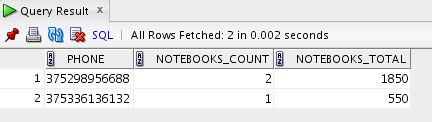 Query Result ×
SQL | All Rows Fetched: 2 in 0.002 seconds
PHONE NOTEBOOKS_COUNT NOTEBOOKS_TOTAL
1 375298956688 2 1850
2 375336136132 1 550